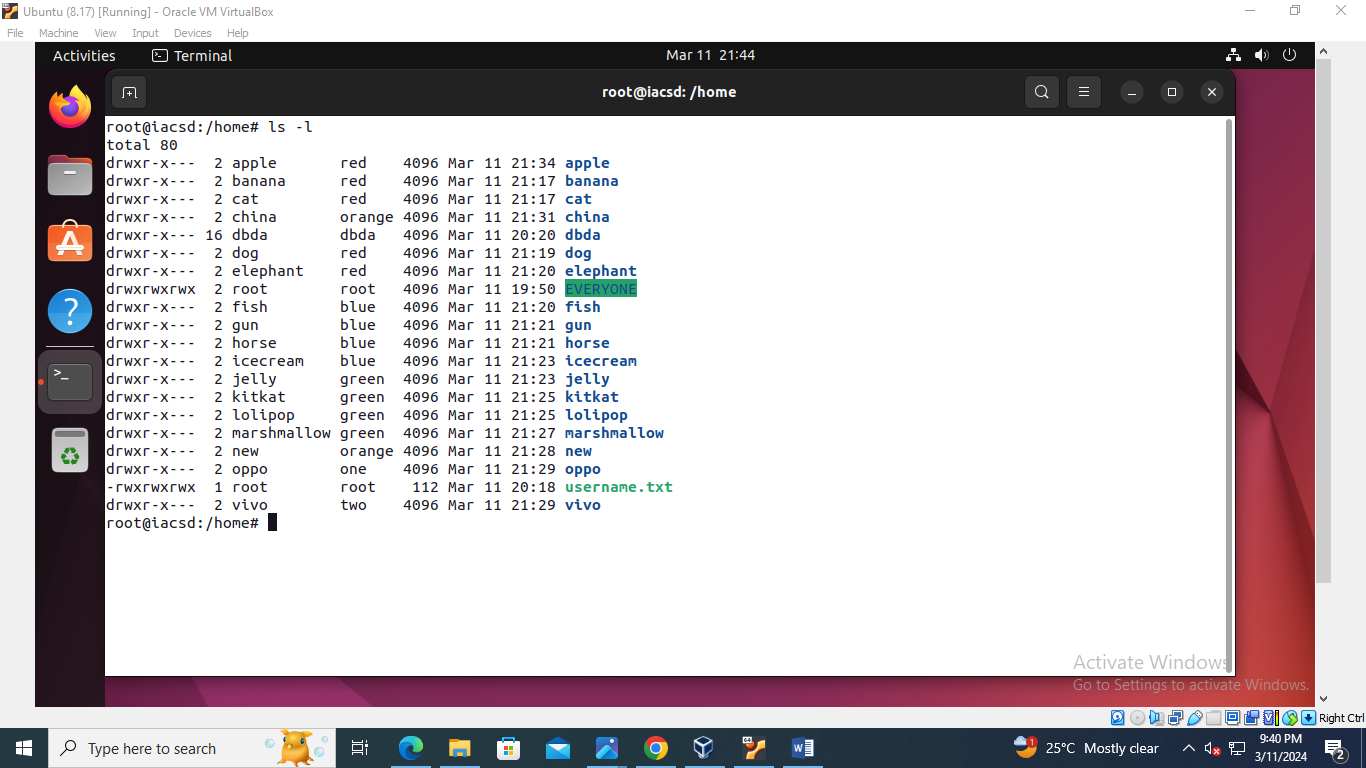 Ubuntu (8.17) [Running] - Oracle VM VirtualBox
File Machine View Input Devices Help
Activities Terminal Mar 11 21:44
root@iacsd: /home
root@iacsd:/home# ls -l
total 80
drwxr-x--- 2 apple red 4096 Mar 11 21:34 apple
drwxr-x--- 2 banana red 4096 Mar 11 21:17 banana
drwxr-x--- 2 cat red 4096 Mar 11 21:17 cat
drwxr-x--- 2 china orange 4096 Mar 11 21:31 china
drwxr-x--- 16 dbda dbda 4096 Mar 11 20:20 dbda
drwxr-x--- 2 dog red 4096 Mar 11 21:19 dog
drwxr-x--- 2 elephant red 4096 Mar 11 21:20 elephant
drwxrwxrwx 2 root root 4096 Mar 11 19:50 EVERYONE
drwxr-x--- 2 fish blue 4096 Mar 11 21:20 fish
drwxr-x--- 2 gun blue 4096 Mar 11 21:21 gun
drwxr-x--- 2 horse blue 4096 Mar 11 21:21 horse
drwxr-x--- 2 icecream blue 4096 Mar 11 21:23 icecream
drwxr-x--- 2 jelly green 4096 Mar 11 21:23 jelly
drwxr-x--- 2 kitkat green 4096 Mar 11 21:25 kitkat
drwxr-x--- 2 lolipop green 4096 Mar 11 21:25 lolipop
drwxr-x--- 2 marshmallow green 4096 Mar 11 21:27 marshmallow
drwxr-x--- 2 new orange 4096 Mar 11 21:28 new
drwxr-x--- 2 oppo one 4096 Mar 11 21:29 oppo
-rwxrwxrwx 1 root root 112 Mar 11 20:18 username.txt
drwxr-x--- 2 vivo two 4096 Mar 11 21:29 vivo
root@iacsd:/home#
Activate Windows
Go to Settings to activate Windows.
Right Ctrl
Type here to search
25°C Mostly clear
9:40 PM
3/11/2024
2